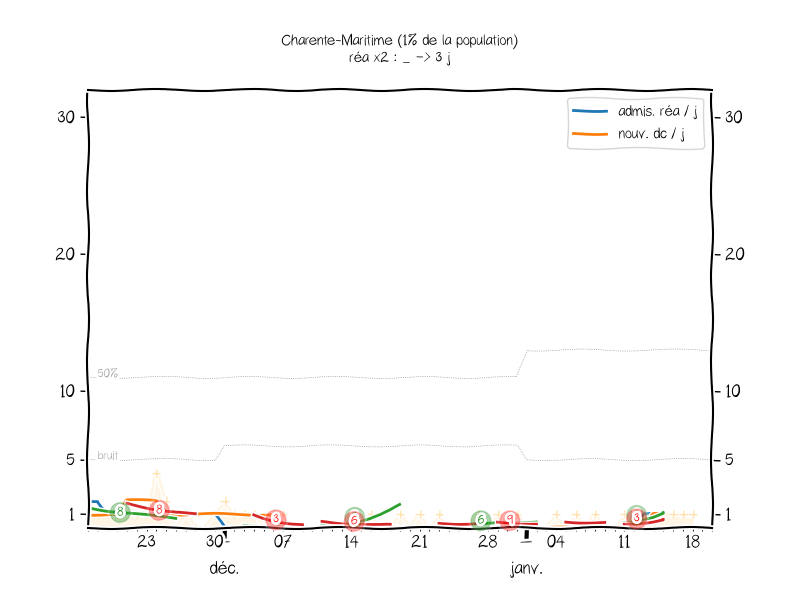 Charente-Maritime (1% de la population)
réa x2 : _ -> 3 j
admis. réa / j
nouv. dc / j
30 30
20 20
50%
10 10
bruit
5 5
8 8 3 6 6 9 3
1 1
23 30 07 14 21 28 04 11 18
déc. janv.